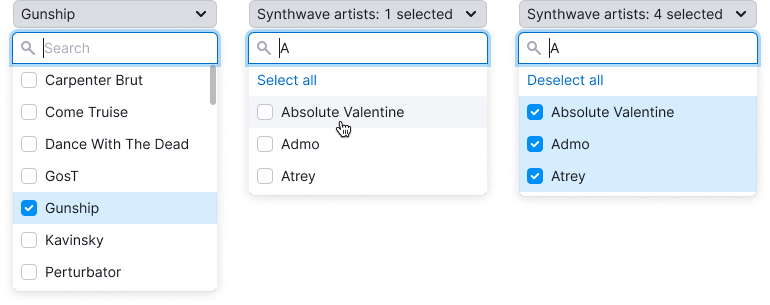 Gunship
Search
Carpenter Brut
Come Truise
Dance With The Dead
GosT
Gunship
Kavinsky
Perturbator
Synthwave artists: 1 selected
A
Select all
Absolute Valentine
Admo
Atrey
Synthwave artists: 4 selected
A
Deselect all
Absolute Valentine
Admo
Atrey